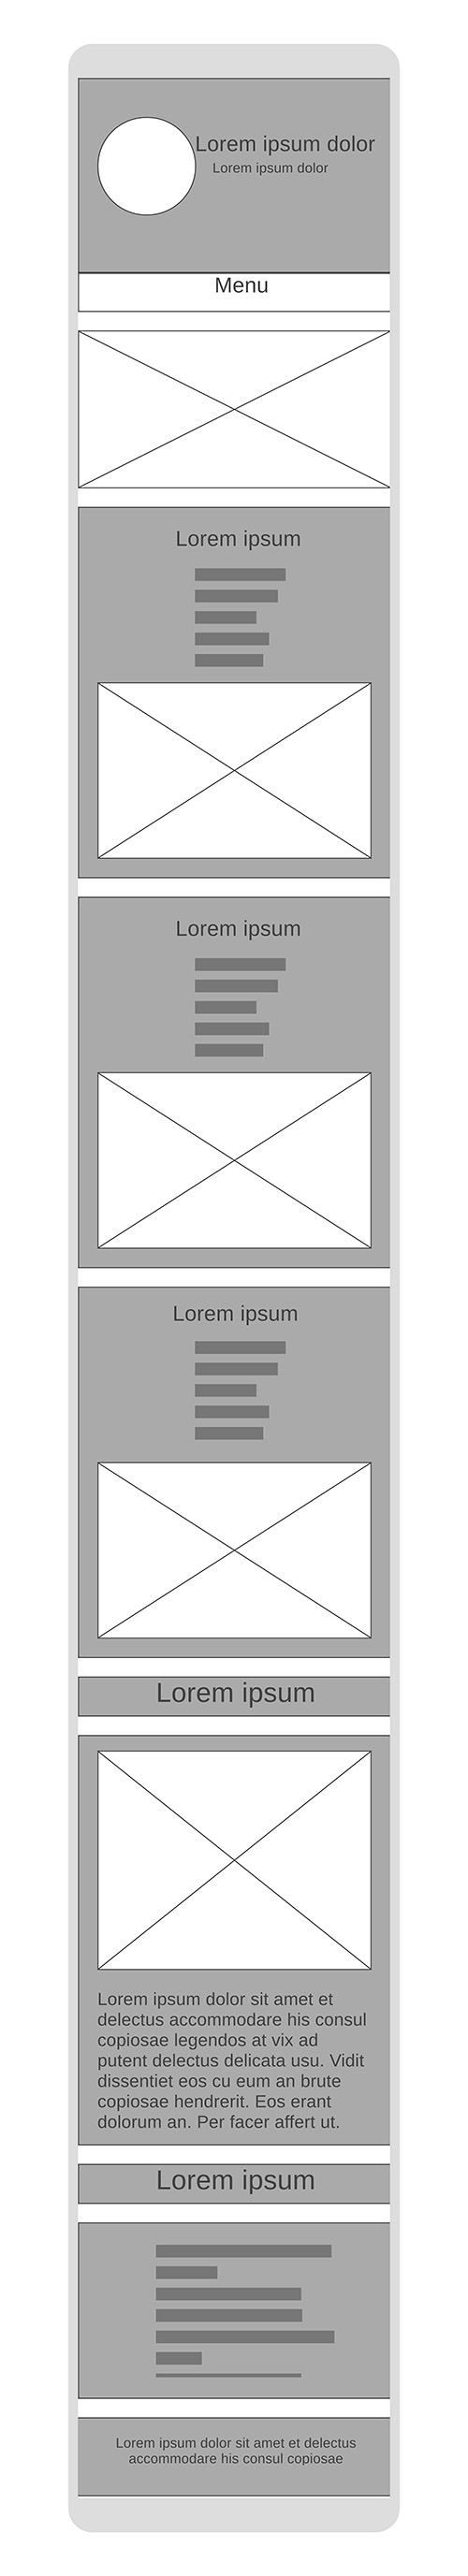 Lorem ipsum dolor
Lorem ipsum dolor
Menu
Lorem ipsum
Lorem ipsum
Lorem ipsum
Lorem ipsum
Lorem ipsum dolor sit amet et
delectus accommodare his consul
copiosae legendos at vix ad
putent delectus delicata usu. Vidit
dissentiet eos cu eum an brute
copiosae hendrerit. Eos erant
dolorum an. Per facer affert ut.
Lorem ipsum
Lorem ipsum dolor sit amet et delectus
accommodare his consul copiosae